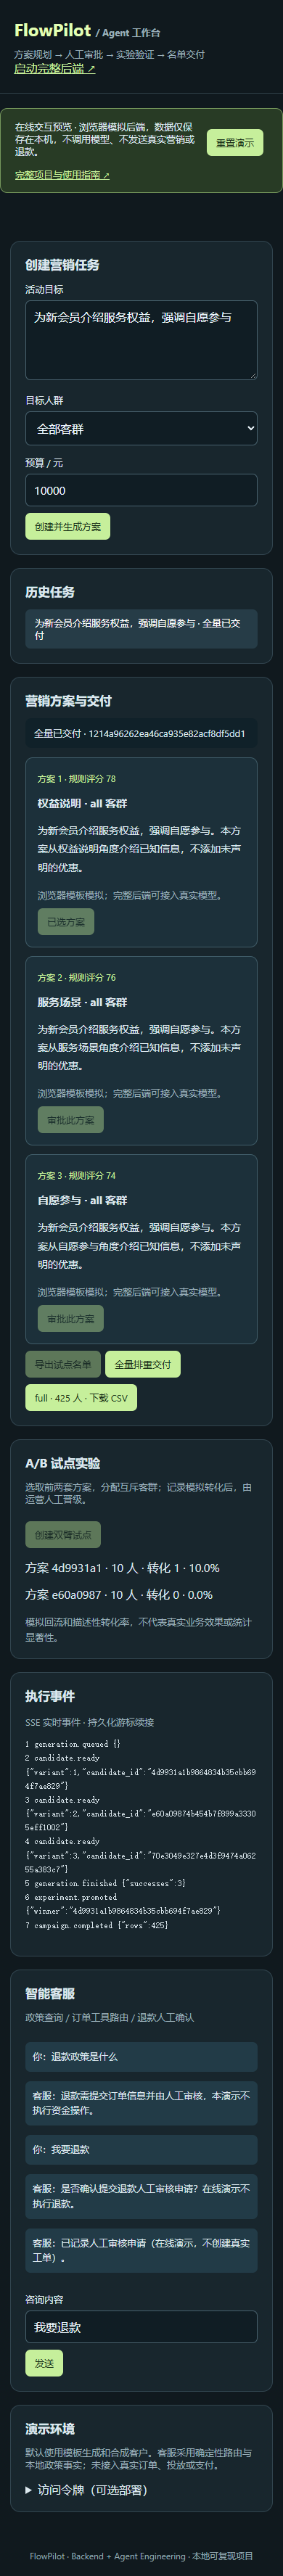 FlowPilot / Agent 工作台
方案规划 → 人工审批 → 实验验证 → 名单交付
启动完整后端 ↗
在线交互预览 · 浏览器模拟后端，数据仅保
存在本机，不调用模型、不发送真实营销或
退款。
重置演示
完整项目与使用指南 ↗
创建营销任务
活动目标
为新会员介绍服务权益，强调自愿参与
目标人群
全部客群
预算 / 元
10000
创建并生成方案
历史任务
为新会员介绍服务权益，强调自愿参与 · 全量已交
付
营销方案与交付
全量已交付 · 1214a96262ea46ca935e82acf8df5dd1
方案 1 · 规则评分 78
权益说明 · all 客群
为新会员介绍服务权益，强调自愿参与。本方
案从权益说明角度介绍已知信息，不添加未声
明的优惠。
浏览器模板模拟；完整后端可接入真实模型。
已选方案
方案 2 · 规则评分 76
服务场景 · all 客群
为新会员介绍服务权益，强调自愿参与。本方
案从服务场景角度介绍已知信息，不添加未声
明的优惠。
浏览器模板模拟；完整后端可接入真实模型。
审批此方案
方案 3 · 规则评分 74
自愿参与 · all 客群
为新会员介绍服务权益，强调自愿参与。本方
案从自愿参与角度介绍已知信息，不添加未声
明的优惠。
浏览器模板模拟；完整后端可接入真实模型。
审批此方案
导出试点名单
全量排重交付
full · 425 人 · 下载 CSV
A/B 试点实验
选取前两套方案，分配互斥客群；记录模拟转化后，由
运营人工晋级。
创建双臂试点
方案 4d9931a1 · 10 人 · 转化 1 · 10.0%
方案 e60a0987 · 10 人 · 转化 0 · 0.0%
模拟回流和描述性转化率，不代表真实业务效果或统计
显著性。
执行事件
SSE 实时事件 · 持久化游标续接
1 generation.queued {}
2 candidate.ready
{"variant":1,"candidate_id":"4d9931a1b9864834b35cbb69
4f7ae829"}
3 candidate.ready
{"variant":2,"candidate_id":"e60a09874b454b7f899a3330
5eff1002"}
4 candidate.ready
{"variant":3,"candidate_id":"70e3049e327e4d3f9474a062
55a383c7"}
5 generation.finished {"successes":3}
6 experiment.promoted
{"winner":"4d9931a1b9864834b35cbb694f7ae829"}
7 campaign.completed {"rows":425}
智能客服
政策查询 / 订单工具路由 / 退款人工确认
你：退款政策是什么
客服：退款需提交订单信息并由人工审核，本演示不
执行资金操作。
你：我要退款
客服：是否确认提交退款人工审核申请？在线演示不
执行退款。
客服：已记录人工审核申请（在线演示，不创建真实
工单）。
咨询内容
我要退款
发送
演示环境
默认使用模板生成和合成客户。客服采用确定性路由与
本地政策事实；未接入真实订单、投放或支付。
▶ 访问令牌（可选部署）
FlowPilot · Backend + Agent Engineering · 本地可复现项目